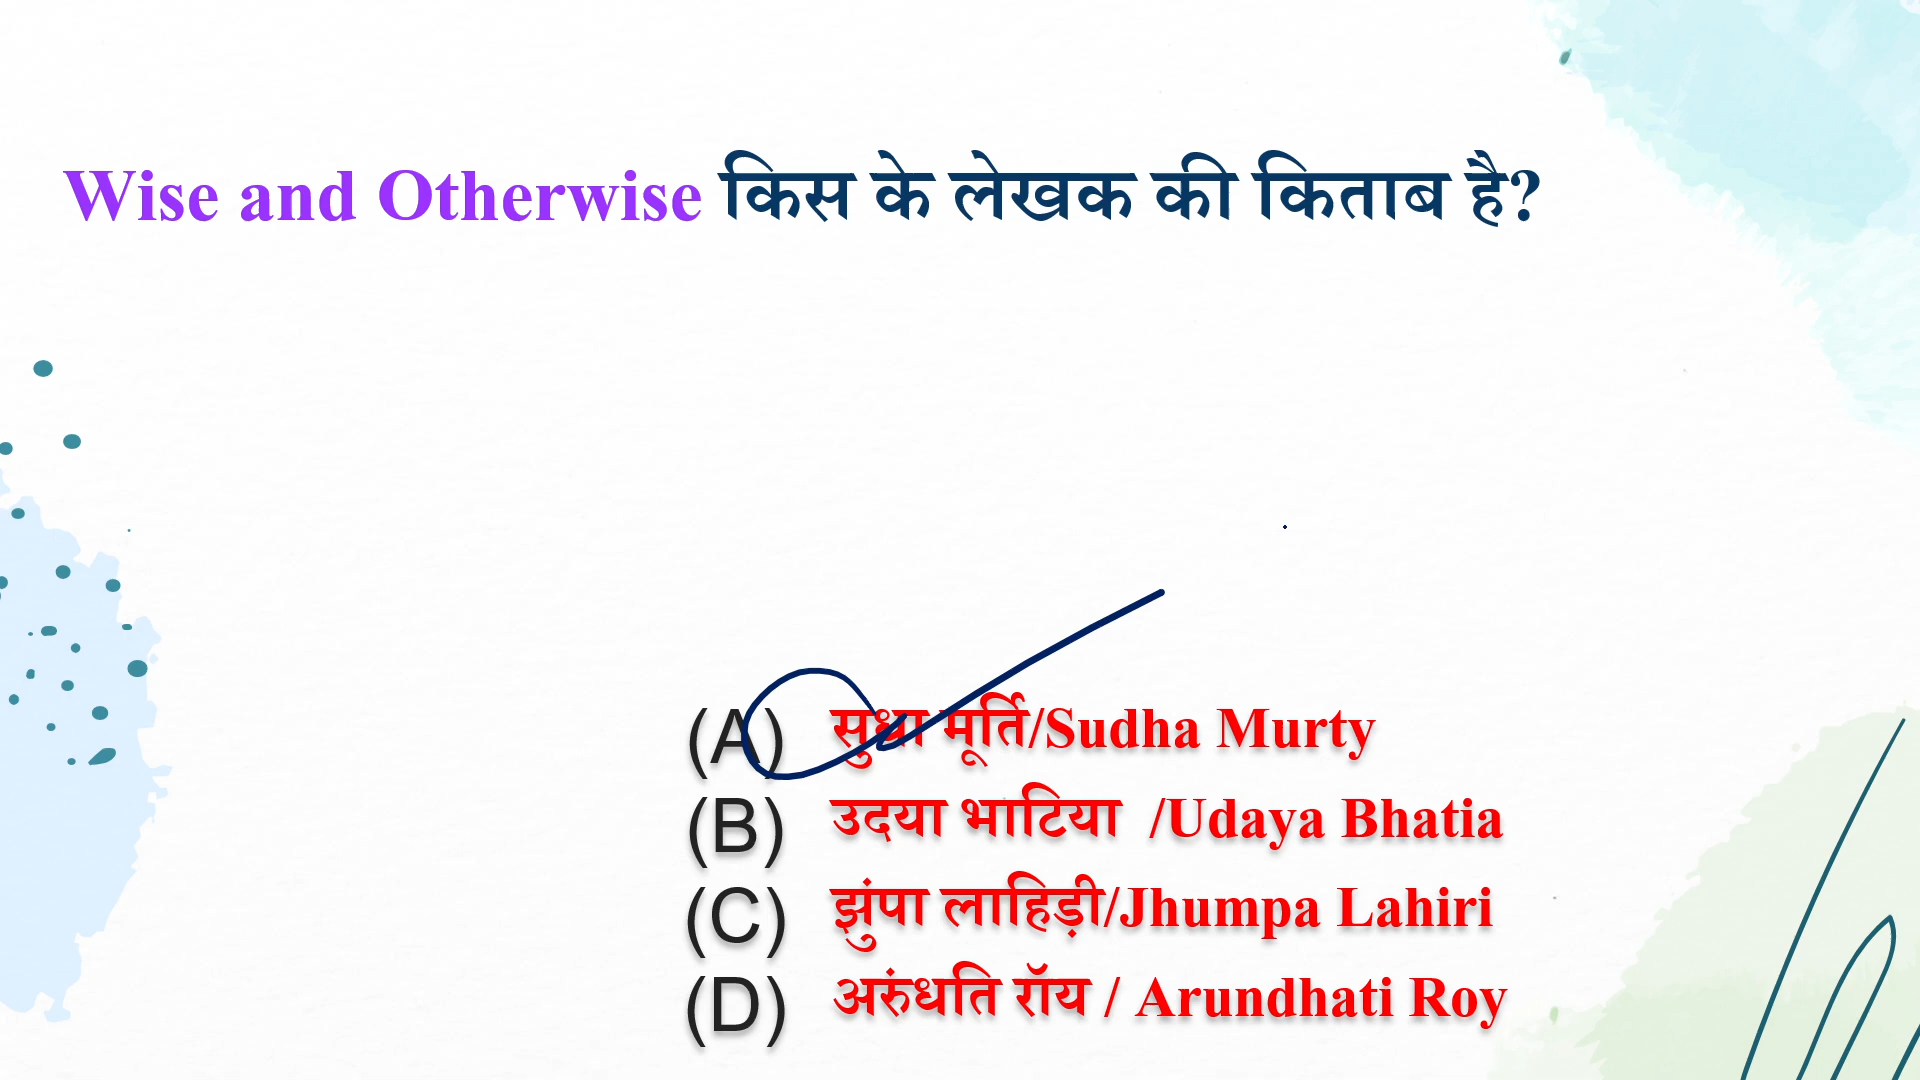 Wise and Otherwise किस के लेखक की किताब है?
(A) सुधा मूर्ति/Sudha Murty
(B) उदया भाटिया /Udaya Bhatia
(C) झुंपा लाहिड़ी/Jhumpa Lahiri
(D) अरुंधति रॉय / Arundhati Roy